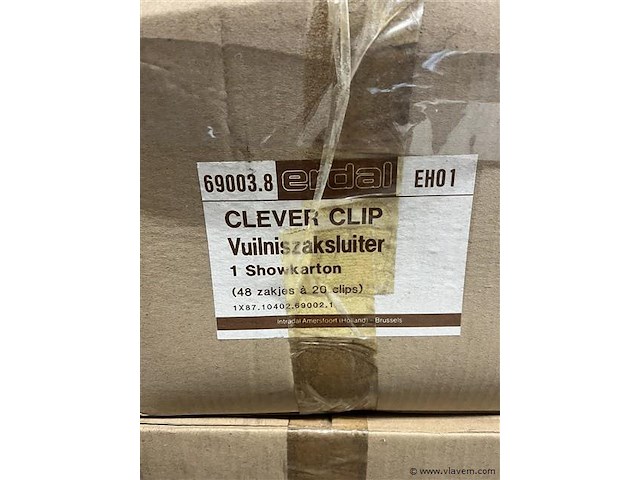 69003.8 erdal EH01
CLEVER CLIP
Vuilniszaksluiter
1 Showkarton
(48 zakjes à 20 clips)
1X87.10402.69002.1
Intradal Amersfoort (Holland) - Brussels
© www.vlavem.com